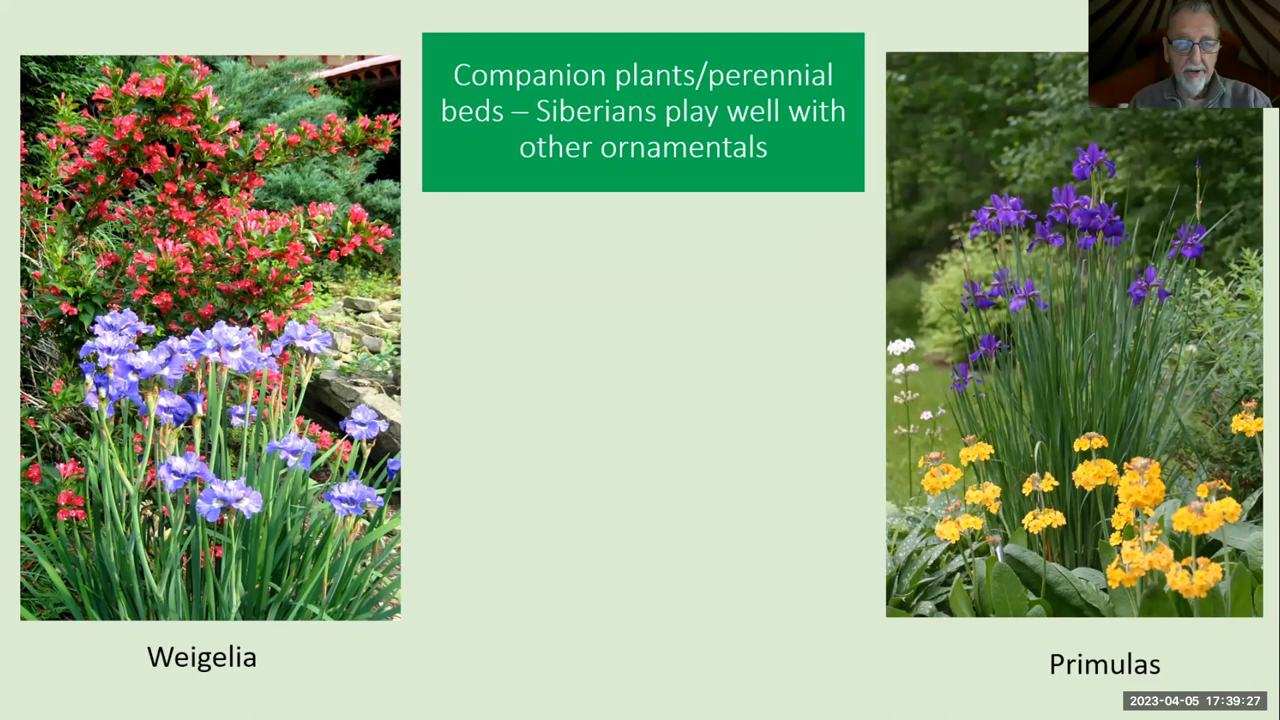 Companion plants/perennial
beds – Siberians play well with
other ornamentals
Weigelia
Primulas
2023-04-05 17:39:27